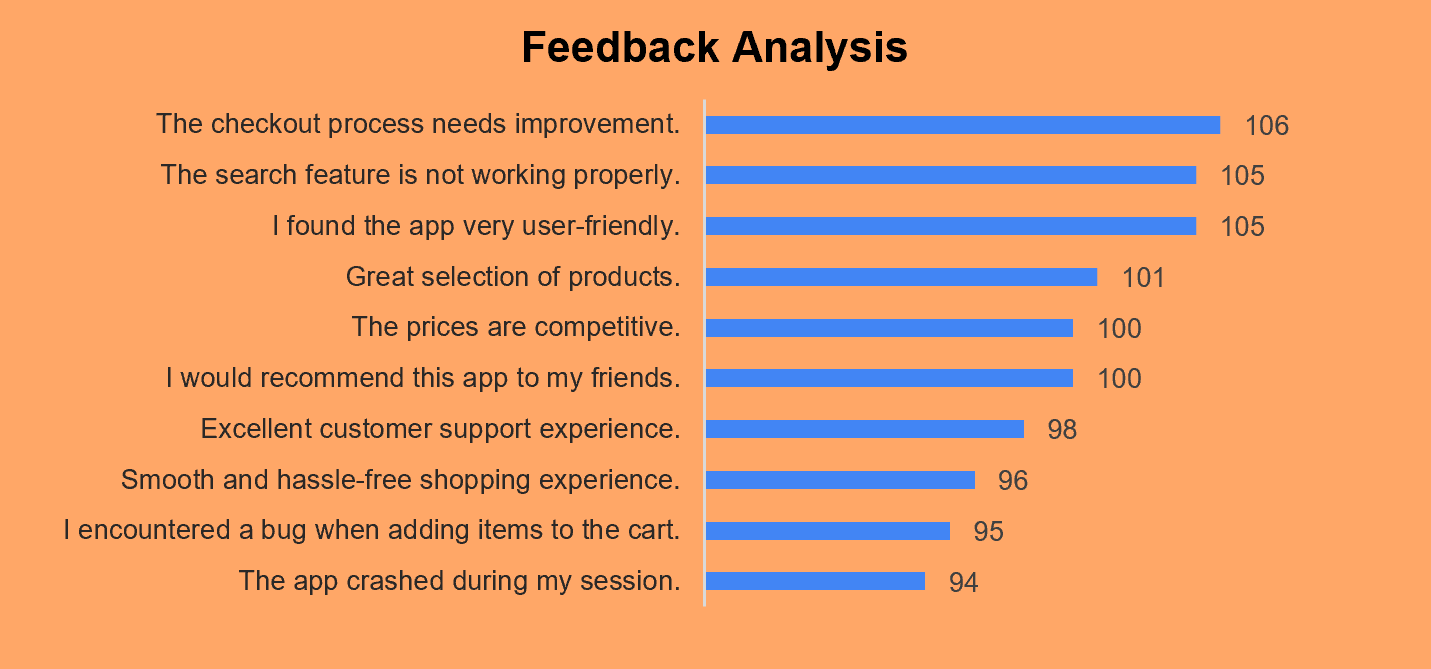 Feedback Analysis
The checkout process needs improvement. 106
The search feature is not working properly. 105
I found the app very user-friendly. 105
Great selection of products. 101
The prices are competitive. 100
I would recommend this app to my friends. 100
Excellent customer support experience. 98
Smooth and hassle-free shopping experience. 96
I encountered a bug when adding items to the cart. 95
The app crashed during my session. 94